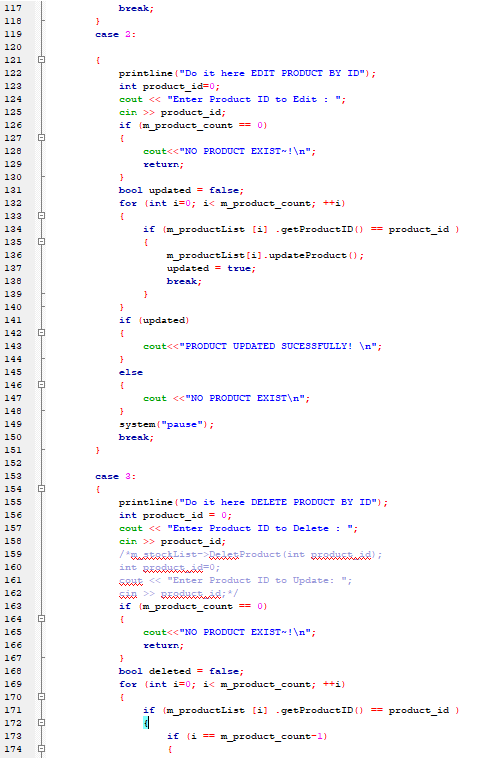 117 break;
118 }
119 case 2:
120
121 {
122 printline("Do it here EDIT PRODUCT BY ID");
123 int product_id=0;
124 cout << "Enter Product ID to Edit : ";
125 cin >> product_id;
126 if (m_product_count == 0)
127 {
128 cout<<"NO PRODUCT EXIST~!\n";
129 return;
130 }
131 bool updated = false;
132 for (int i=0; i< m_product_count; ++i)
133 {
134 if (m_productList [i] .getProductID() == product_id )
135 {
136 m_productList[i].updateProduct();
137 updated = true;
138 break;
139 }
140 }
141 if (updated)
142 {
143 cout<<"PRODUCT UPDATED SUCESSFULLY! \n";
144 }
145 else
146 {
147 cout <<"NO PRODUCT EXIST\n";
148 }
149 system("pause");
150 break;
151 }
152
153 case 3:
154 {
155 printline("Do it here DELETE PRODUCT BY ID");
156 int product_id = 0;
157 cout << "Enter Product ID to Delete : ";
158 cin >> product_id;
159 /*m_stockList->DeletProduct(int product_id);
160 int product_id=0;
161 cout << "Enter Product ID to Update: ";
162 cin >> product_id;*/
163 if (m_product_count == 0)
164 {
165 cout<<"NO PRODUCT EXIST~!\n";
166 return;
167 }
168 bool deleted = false;
169 for (int i=0; i< m_product_count; ++i)
170 {
171 if (m_productList [i] .getProductID() == product_id )
172 {
173 if (i == m_product_count-1)
174 {